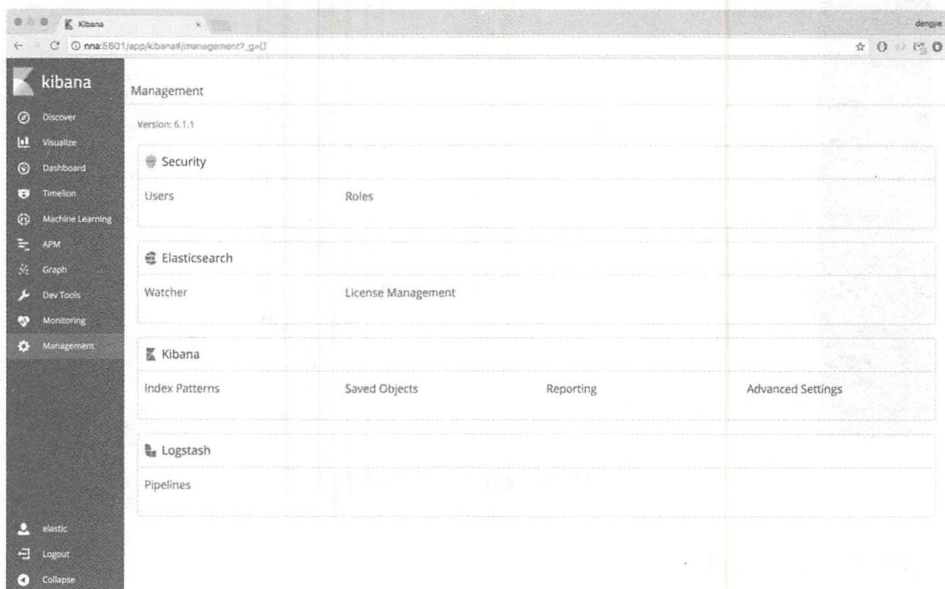 Kibana
dengjie
nna:5601/app/kibana#/management?_g=()
kibana
Discover
Visualize
Dashboard
Timelion
Machine Learning
APM
Graph
Dev Tools
Monitoring
Management
elastic
Logout
Collapse
Management
Version: 6.1.1
Security
Users Roles
Elasticsearch
Watcher License Management
Kibana
Index Patterns Saved Objects Reporting Advanced Settings
Logstash
Pipelines